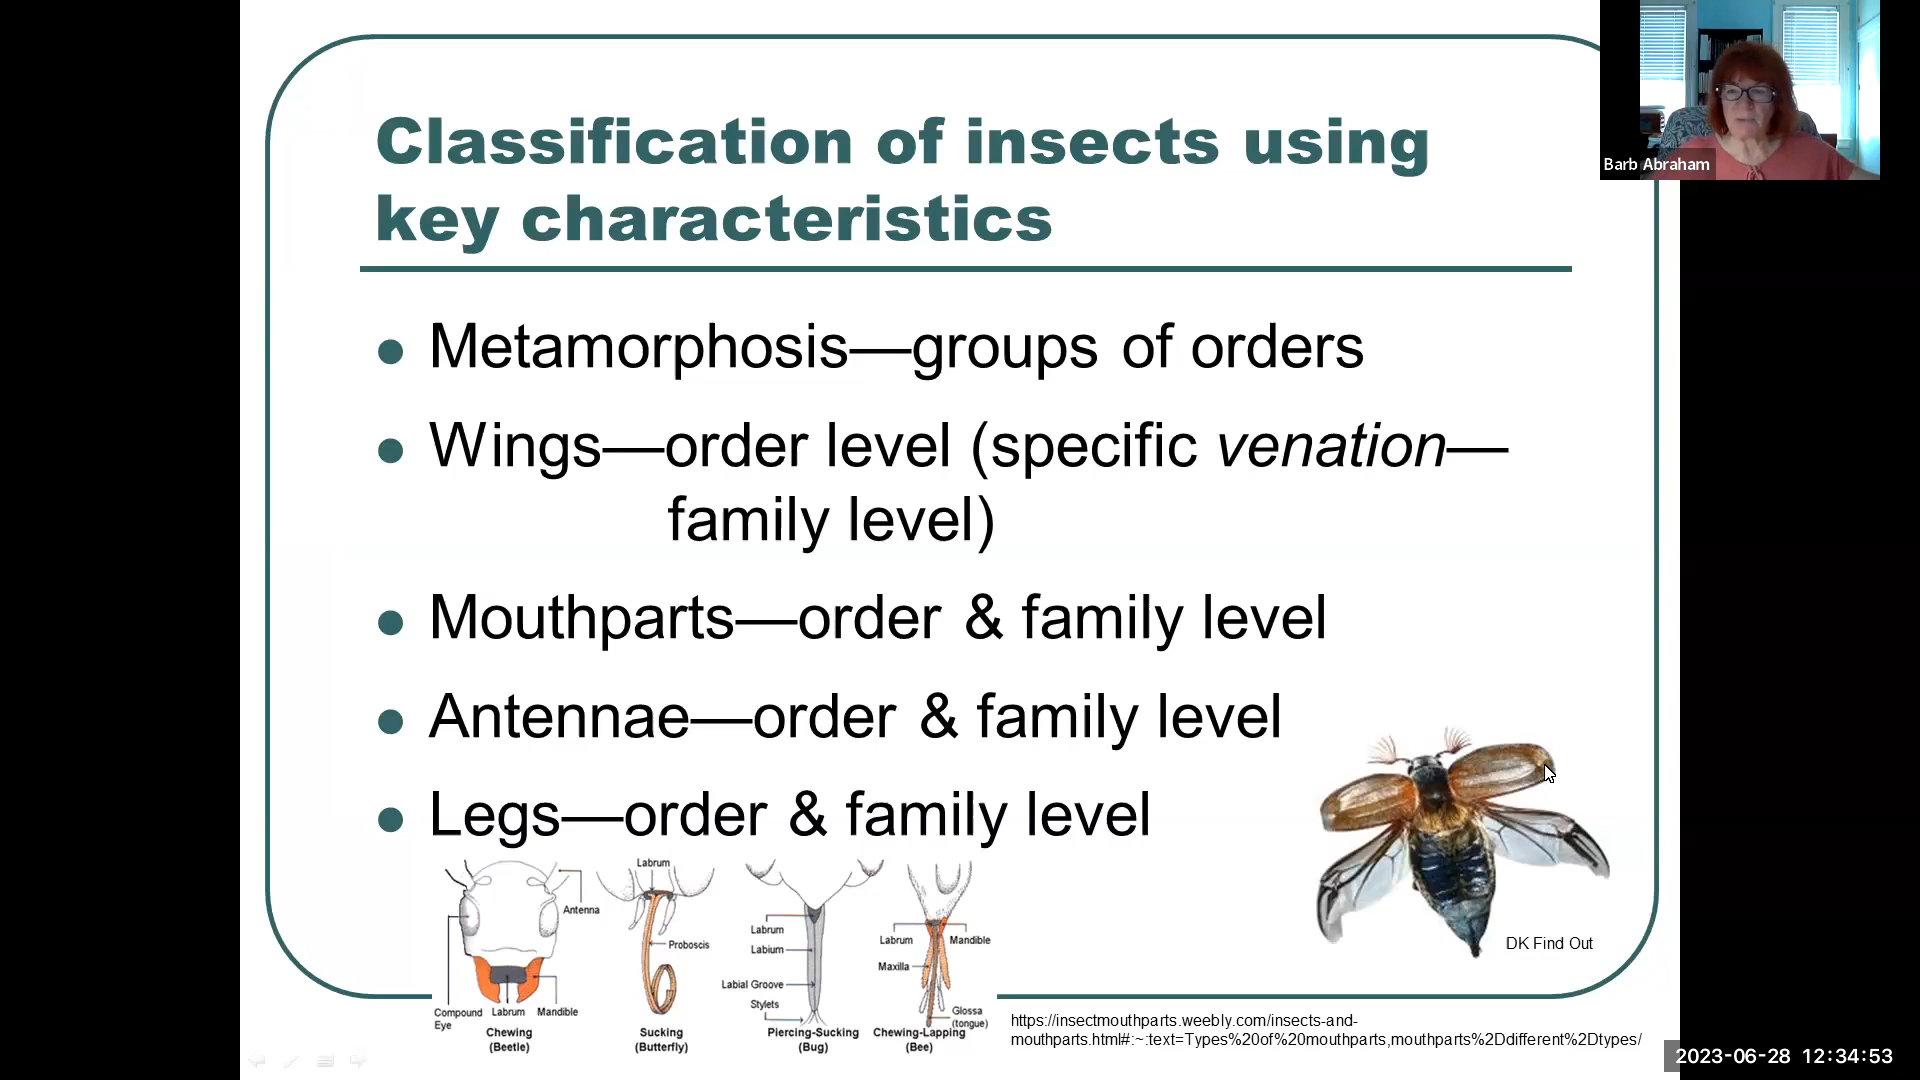 Classification of insects using
key characteristics
Barb Abraham
Metamorphosis—groups of orders
Wings—order level (specific venation—
family level)
Mouthparts—order & family level
Antennae—order & family level
Legs—order & family level
Antenna
Compound
Eye
Labrum
Mandible
Chewing
(Beetle)
Labrum
Proboscis
Sucking
(Butterfly)
Labrum
Labium
Labial Groove
Stylets
Piercing-Sucking
(Bug)
Labrum
Mandible
Maxilla
Glossa
(tongue)
Chewing-Lapping
(Bee)
DK Find Out
https://insectmouthparts.weebly.com/insects-and-
mouthparts.html#:~:text=Types%20of%20mouthparts,mouthparts%2Ddifferent%2Dtypes/
2023-06-28 12:34:53